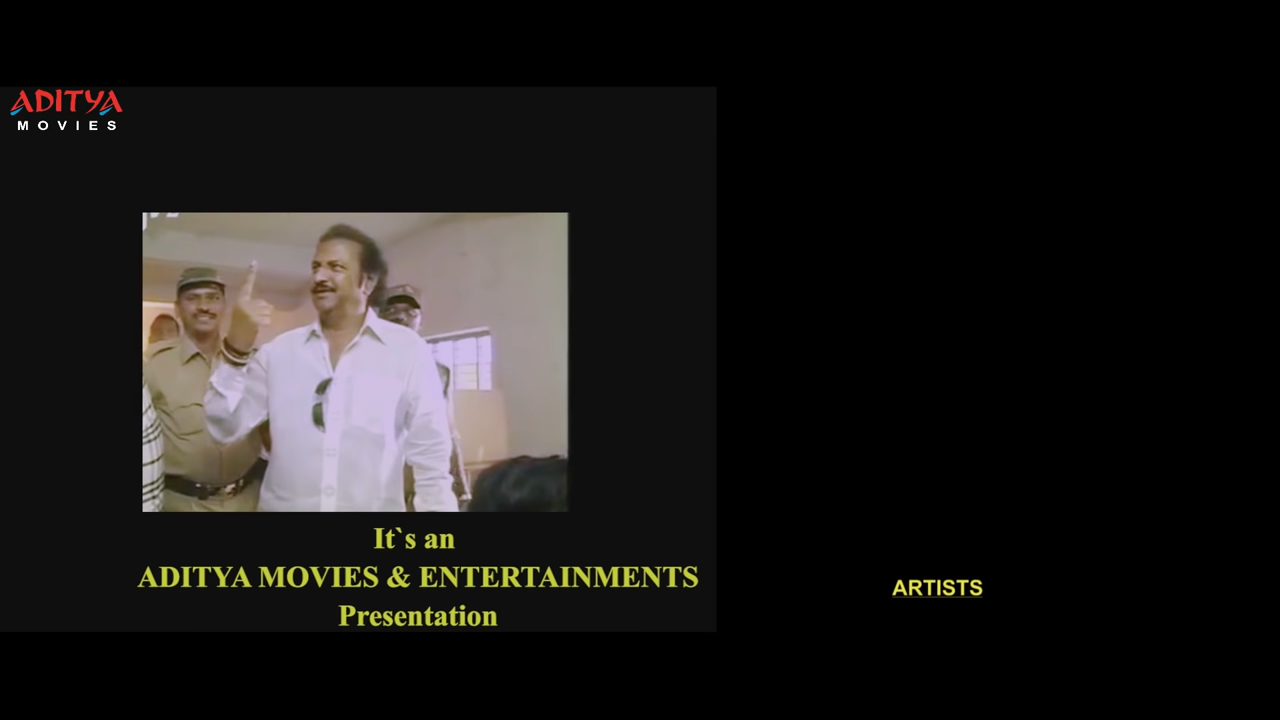 ADITYA
MOVIES
It`s an
ADITYA MOVIES & ENTERTAINMENTS
Presentation
ARTISTS